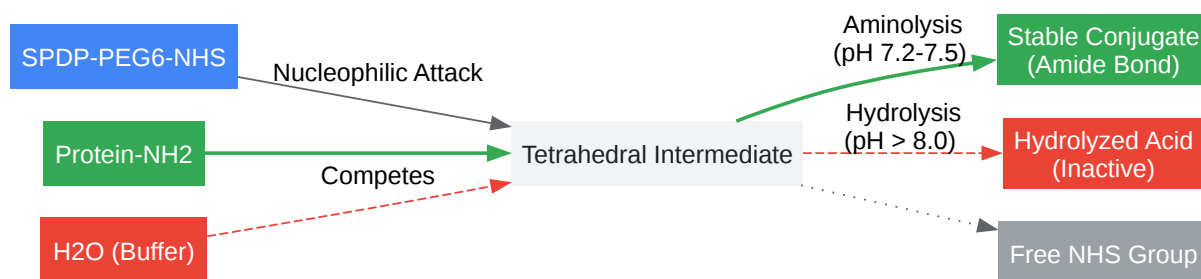 SPDP-PEG6-NHS
Protein-NH2
H2O (Buffer)
Nucleophilic Attack
Competes
Tetrahedral Intermediate
Aminolysis
(pH 7.2-7.5)
Hydrolysis
(pH > 8.0)
Stable Conjugate
(Amide Bond)
Hydrolyzed Acid
(Inactive)
Free NHS Group